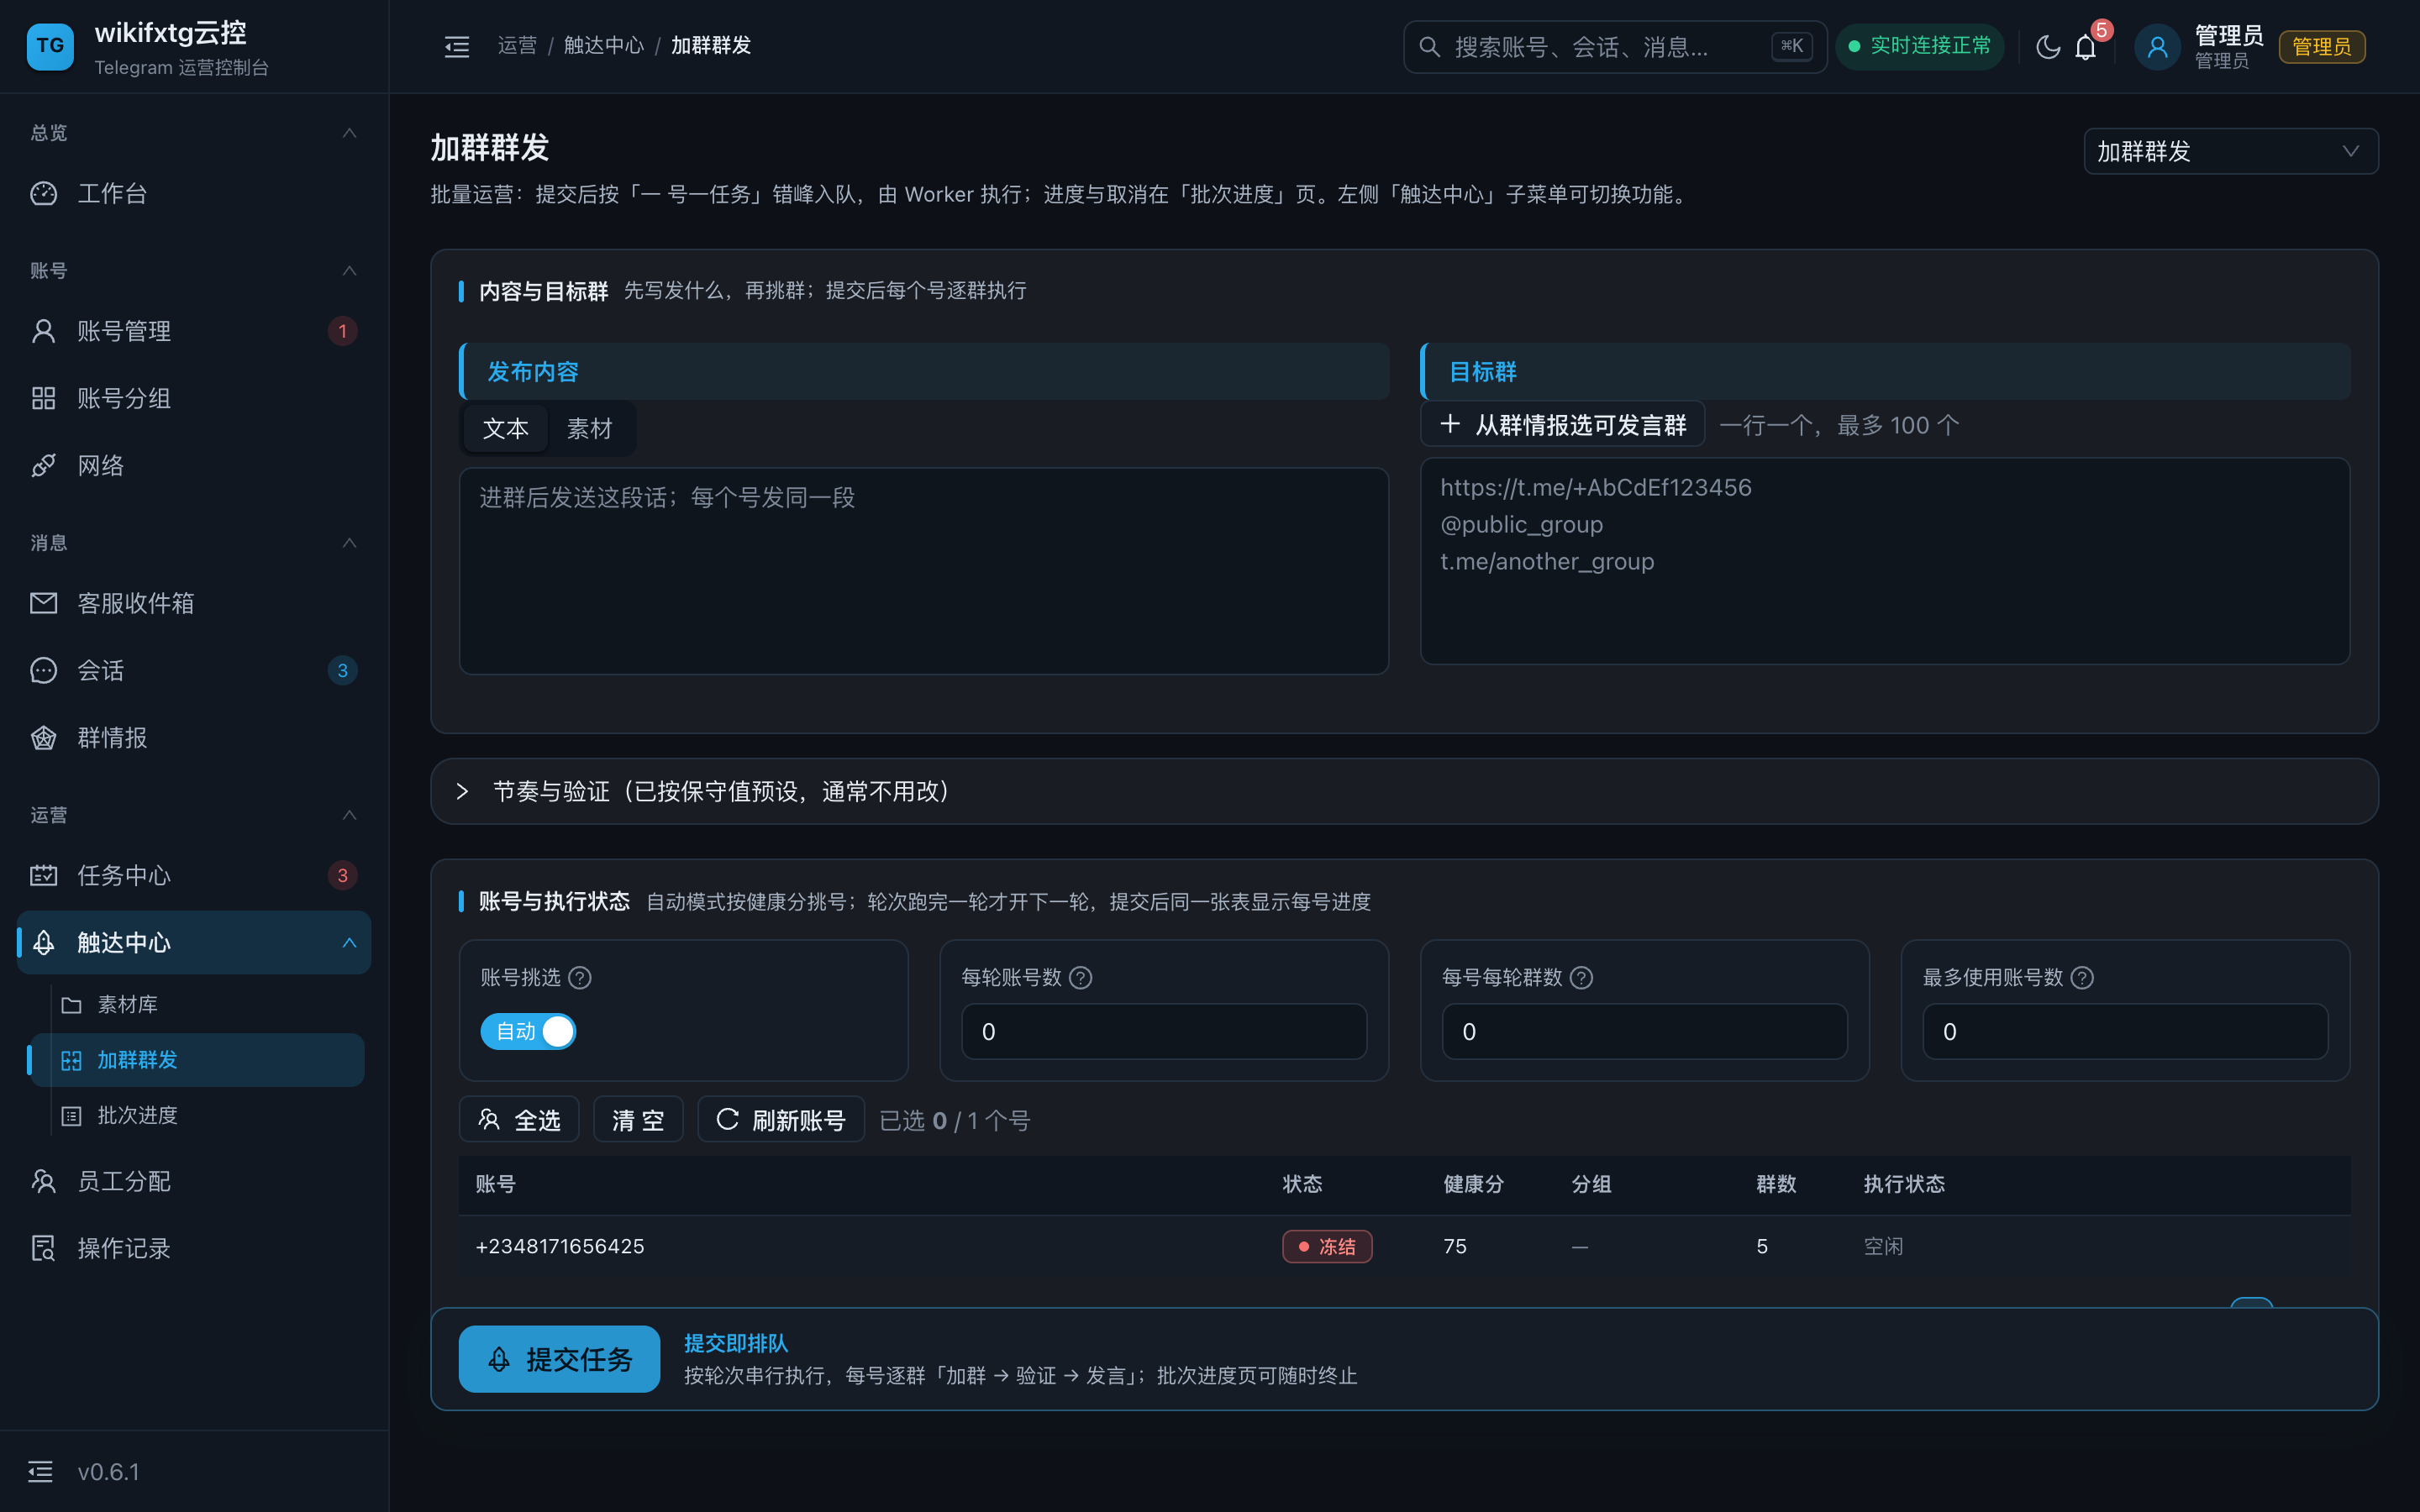 TG
wikifxtg云控
Telegram 运营控制台
总览
工作台
账号
账号管理
1
账号分组
网络
消息
客服收件箱
会话
3
群情报
运营
任务中心
3
触达中心
素材库
加群群发
批次进度
员工分配
操作记录
v0.6.1
运营 / 触达中心 / 加群群发
搜索账号、会话、消息...
⌘K
实时连接正常
5
管理员
管理员
管理员
加群群发
批量运营：提交后按「一 号一任务」错峰入队，由 Worker 执行；进度与取消在「批次进度」页。左侧「触达中心」子菜单可切换功能。
加群群发
内容与目标群 先写发什么，再挑群；提交后每个号逐群执行
发布内容
文本 素材
进群后发送这段话；每个号发同一段
目标群
从群情报选可发言群 一行一个，最多 100 个
https://t.me/+AbCdEf123456
@public_group
t.me/another_group
节奏与验证（已按保守值预设，通常不用改）
账号与执行状态 自动模式按健康分挑号；轮次跑完一轮才开下一轮，提交后同一张表显示每号进度
账号挑选 ?
自动
每轮账号数 ?
0
每号每轮群数 ?
0
最多使用账号数 ?
0
全选 清 空 刷新账号 已选 0 / 1 个号
账号 状态 健康分 分组 群数 执行状态
+2348171656425 冻结 75 — 5 空闲
提交任务
提交即排队
按轮次串行执行，每号逐群「加群 → 验证 → 发言」；批次进度页可随时终止